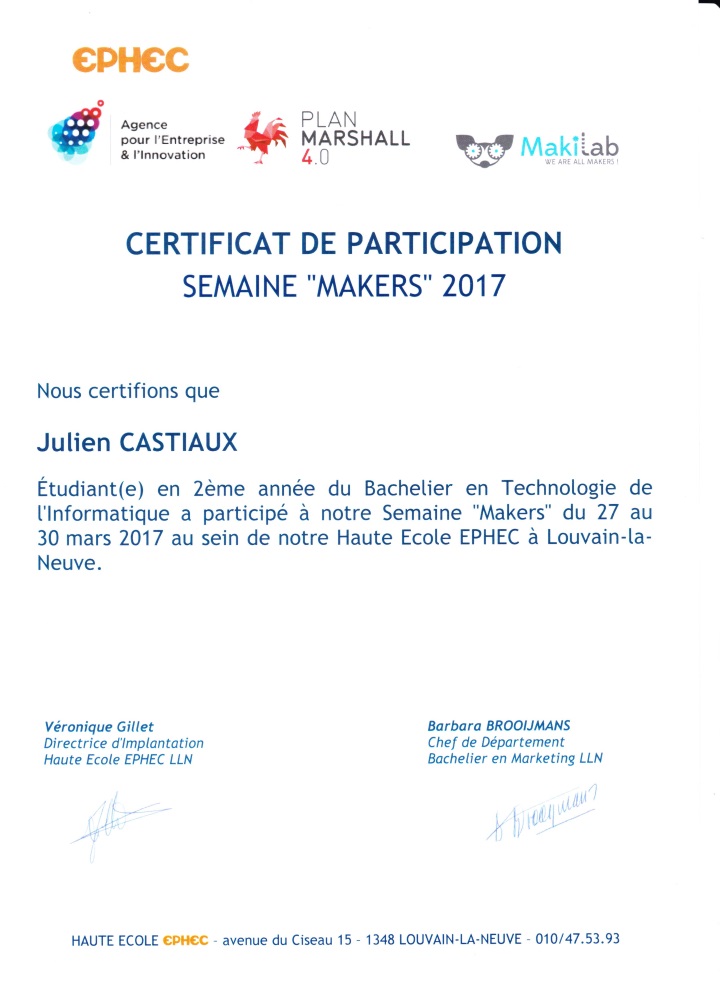 EPHEC
Agence
pour l'Entreprise
& l'Innovation
PLAN
MARSHALL
4.0
Makilab
WE ARE ALL MAKERS !
CERTIFICAT DE PARTICIPATION
SEMAINE "MAKERS" 2017
Nous certifions que
Julien CASTIAUX
Étudiant(e) en 2ème année du Bachelier en Technologie de
l'Informatique a participé à notre Semaine "Makers" du 27 au
30 mars 2017 au sein de notre Haute Ecole EPHEC à Louvain-la-
Neuve.
Véronique Gillet
Directrice d'Implantation
Haute Ecole EPHEC LLN
Barbara BROOIJMANS
Chef de Département
Bachelier en Marketing LLN
HAUTE ECOLE EPHEC - avenue du Ciseau 15 - 1348 LOUVAIN-LA-NEUVE - 010/47.53.93